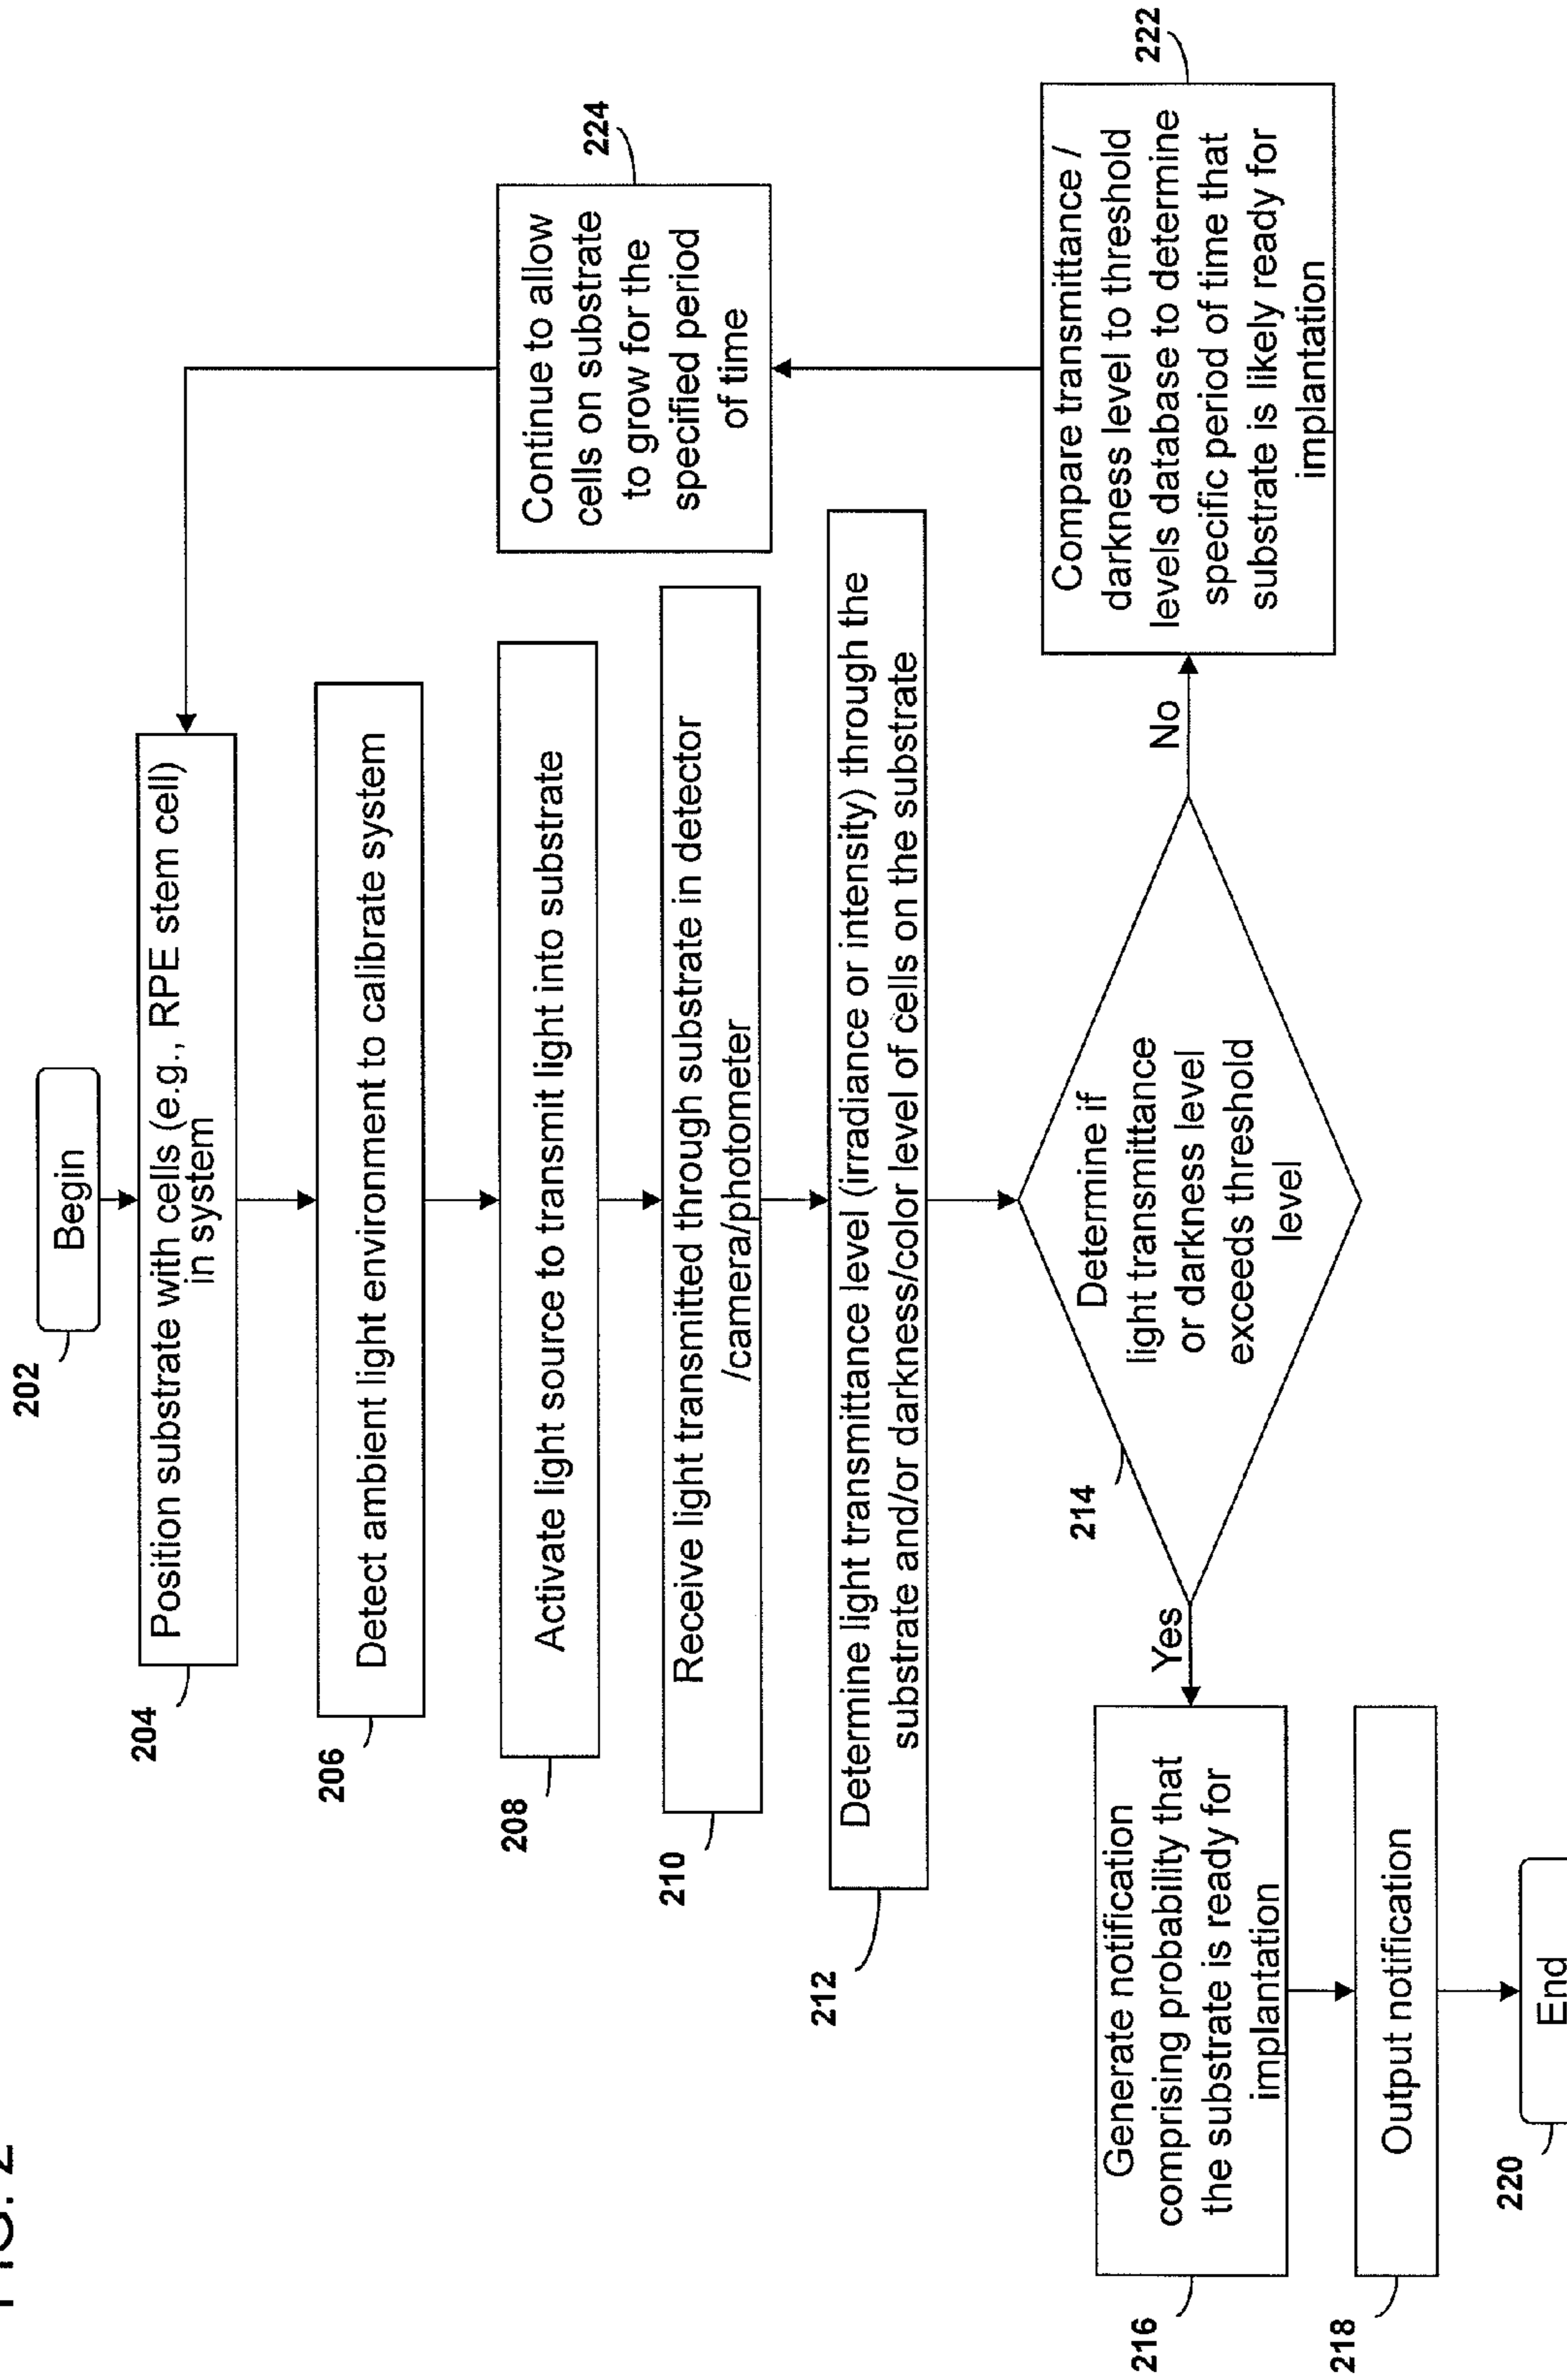 FIG. 2
202
Begin
204
Position substrate with cells (e.g., RPE stem cell)
in system
206
Detect ambient light environment to calibrate system
208
Activate light source to transmit light into substrate
210
Receive light transmitted through substrate in detector
/camera/photometer
212
Determine light transmittance level (irradiance or intensity) through the
substrate and/or darkness/color level of cells on the substrate
214
Determine if
light transmittance
or darkness level
exceeds threshold
level
Yes
No
216
Generate notification
comprising probability that
the substrate is ready for
implantation
218
Output notification
220
End
222
Compare transmittance /
darkness level to threshold
levels database to determine
specific period of time that
substrate is likely ready for
implantation
224
Continue to allow
cells on substrate
to grow for the
specified period
of time